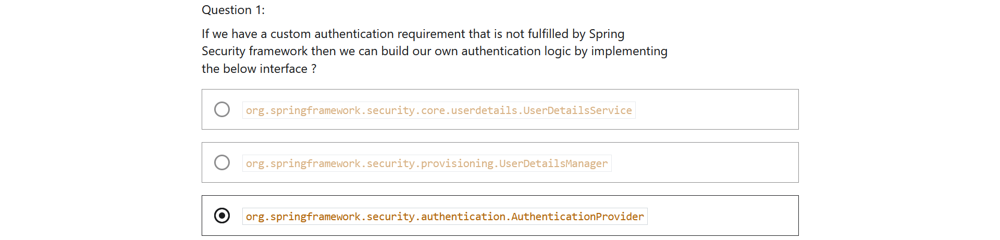 Question 1:
If we have a custom authentication requirement that is not fulfilled by Spring
Security framework then we can build our own authentication logic by implementing
the below interface ?
org.springframework.security.core.userdetails.UserDetailsService
org.springframework.security.provisioning.UserDetailsManager
org.springframework.security.authentication.AuthenticationProvider